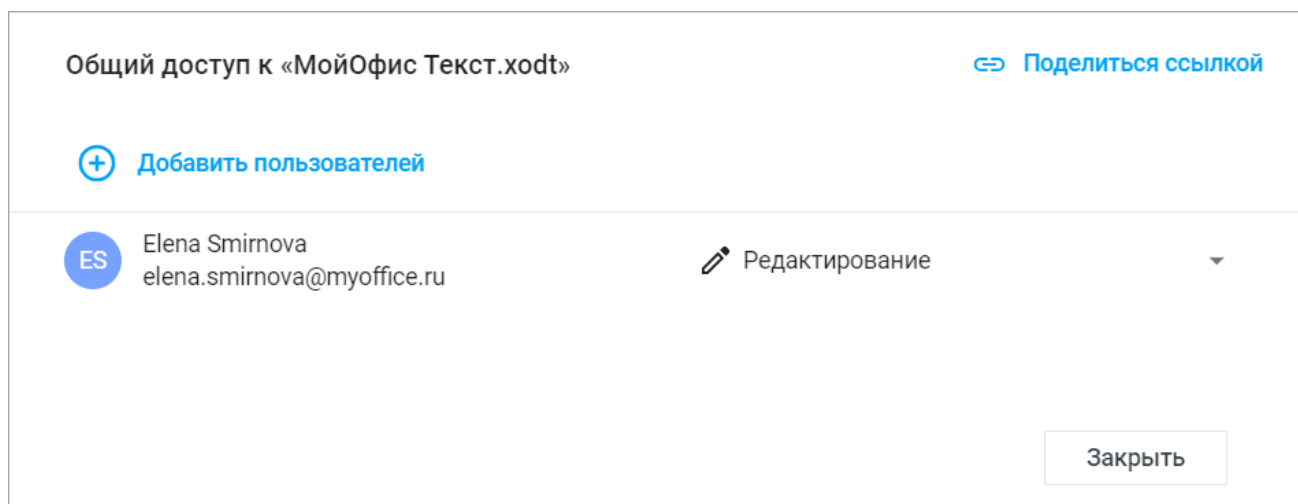 Общий доступ к «МойОфис Текст.xodt»
Поделиться ссылкой
Добавить пользователей
ES
Elena Smirnova
elena.smirnova@myoffice.ru
Редактирование
Закрыть